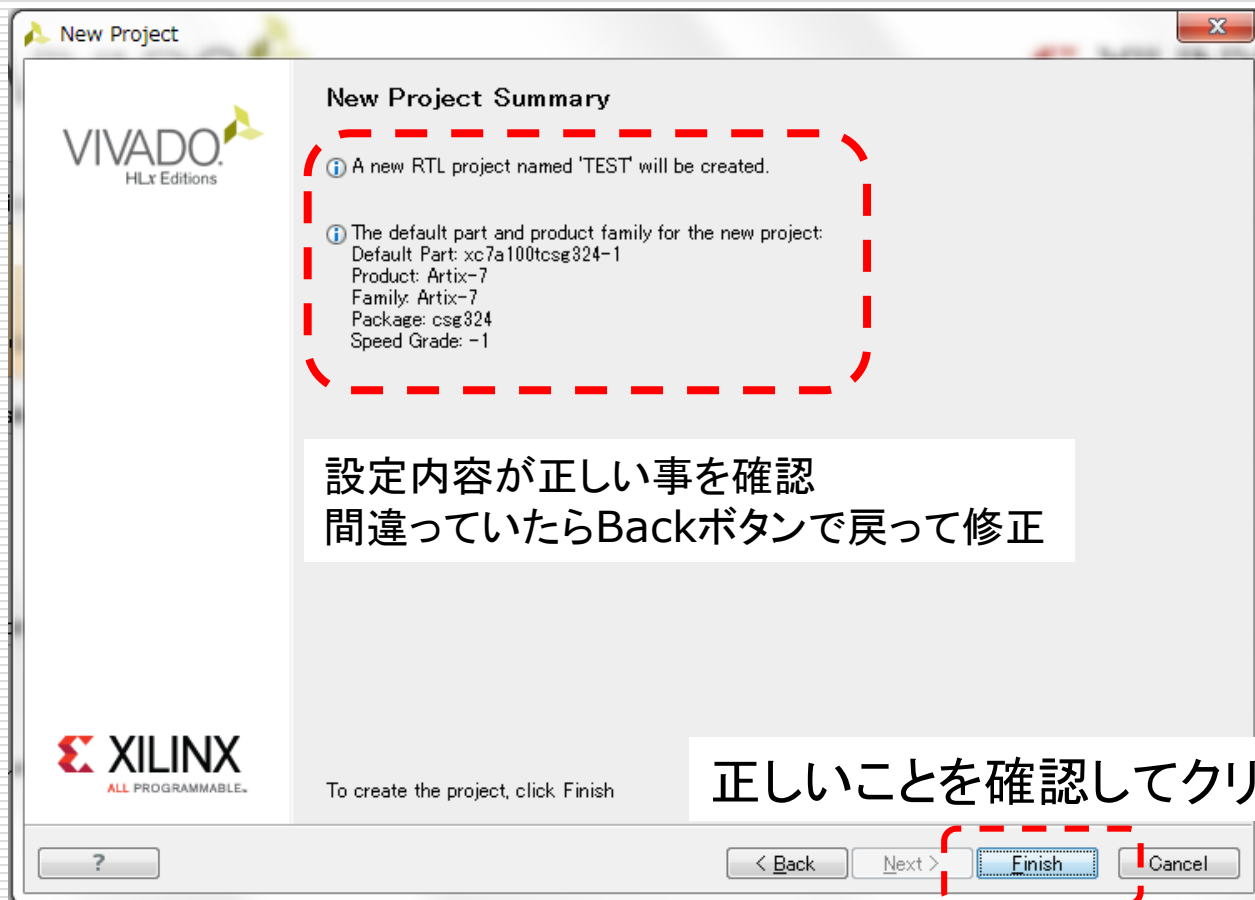 New Project
VIVADO.
HLx Editions
New Project Summary
A new RTL project named 'TEST' will be created.
The default part and product family for the new project:
Default Part: xc7a100tcsg324-1
Product: Artix-7
Family: Artix-7
Package: csg324
Speed Grade: -1
設定内容が正しい事を確認
間違っていたらBackボタンで戻って修正
XILINX
ALL PROGRAMMABLE.
To create the project, click Finish
正しいことを確認してクリ
?
< Back
Next >
Finish
Cancel